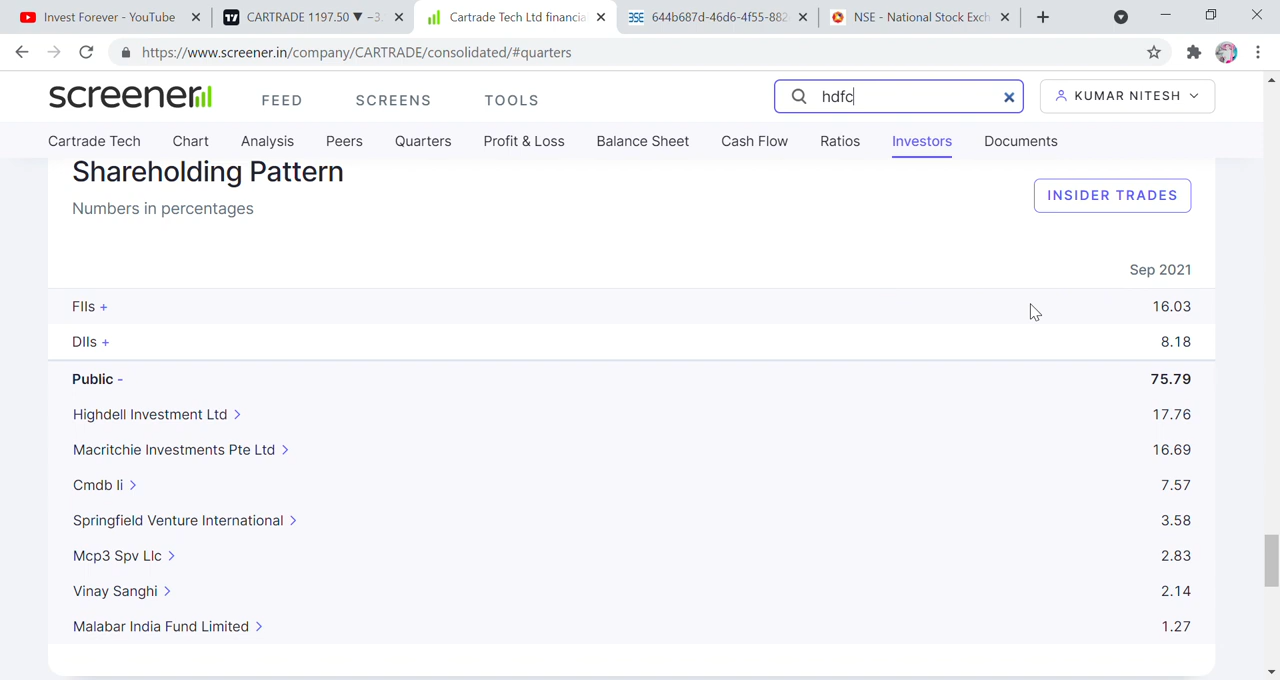 Invest Forever - YouTube
CARTRADE 1197.50 ▼ −3.
Cartrade Tech Ltd financia
644b687d-46d6-4f55-882
NSE - National Stock Exch
https://www.screener.in/company/CARTRADE/consolidated/#quarters
screener
FEED
SCREENS
TOOLS
hdfc
KUMAR NITESH
Cartrade Tech
Chart
Analysis
Peers
Quarters
Profit & Loss
Balance Sheet
Cash Flow
Ratios
Investors
Documents
Shareholding Pattern
Numbers in percentages
INSIDER TRADES
Sep 2021
FIIs + 16.03
DIIs + 8.18
Public - 75.79
Highdell Investment Ltd 17.76
Macritchie Investments Pte Ltd 16.69
Cmdb Ii 7.57
Springfield Venture International 3.58
Mcp3 Spv Llc 2.83
Vinay Sanghi 2.14
Malabar India Fund Limited 1.27